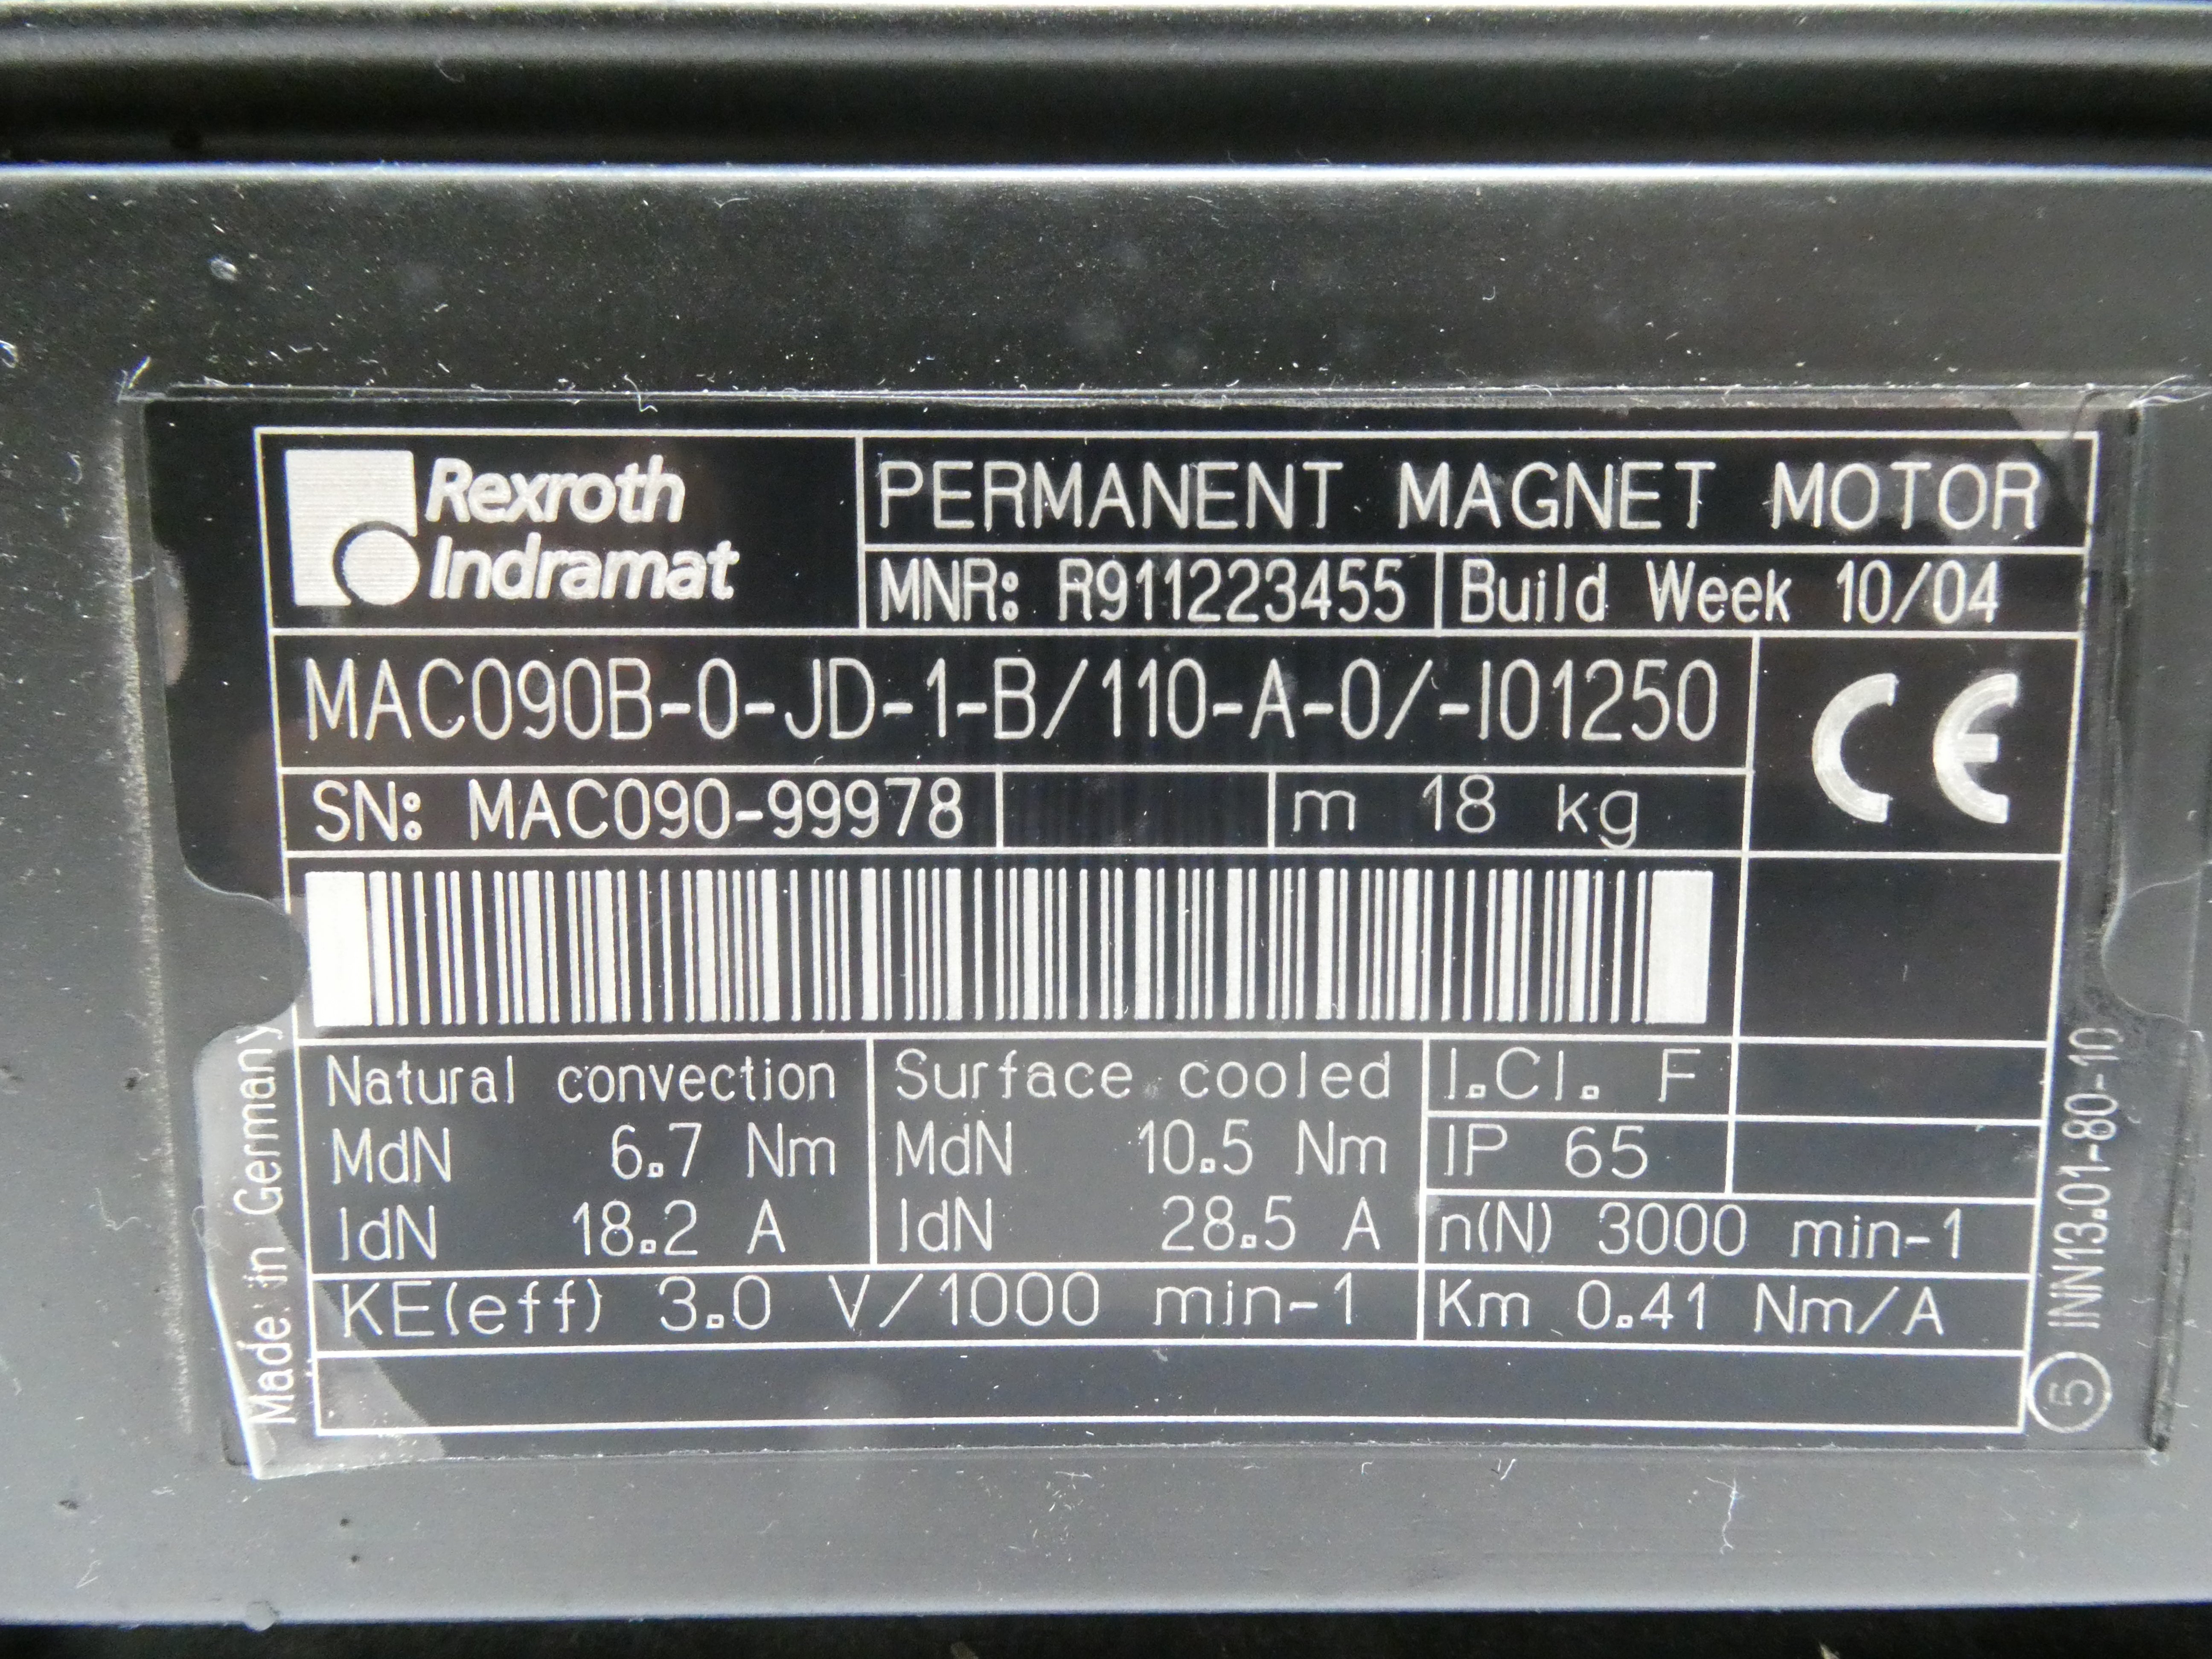 Rexroth
Indramat
PERMANENT MAGNET MOTOR
MNR: R911223455
Build Week 10/04
MAC090B-0-JD-1-B/110-A-0/-I01250
CE
SN: MAC090-99978
m 18 kg
Natural convection
MdN 6.7 Nm
IdN 18.2 A
Surface cooled
MdN 10.5 Nm
IdN 28.5 A
I.Cl. F
IP 65
n(N) 3000 min-1
KE(eff) 3.0 V/1000 min-1
Km 0.41 Nm/A
Made in Germany
5 INN13.01-80-10